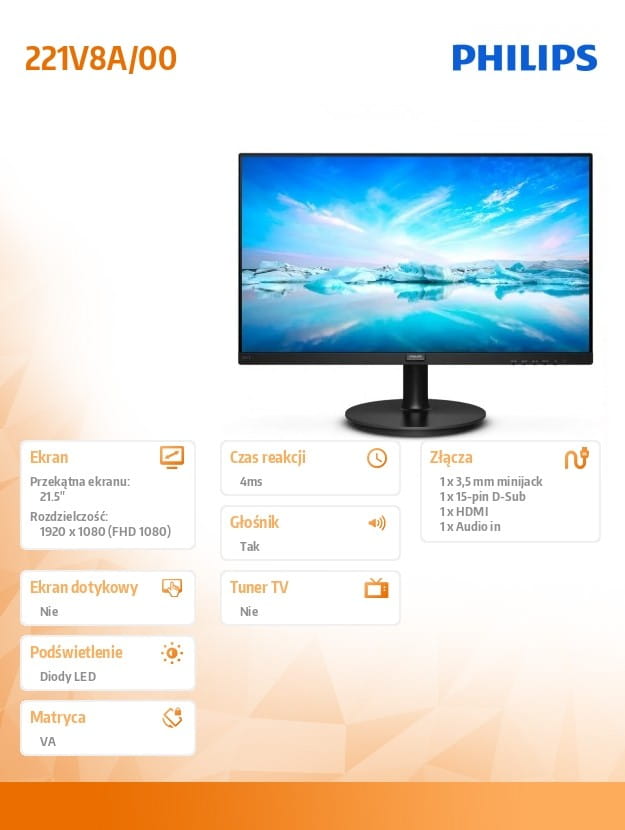 221V8A/00
PHILIPS
PHILIPS
Ekran
Przekątna ekranu:
21.5"
Rozdzielczość:
1920 x 1080 (FHD 1080)
Czas reakcji
4ms
Głośnik
Tak
Złącza
1 x 3,5 mm minijack
1 x 15-pin D-Sub
1 x HDMI
1 x Audio in
Ekran dotykowy
Nie
Tuner TV
Nie
Podświetlenie
Diody LED
Matryca
VA